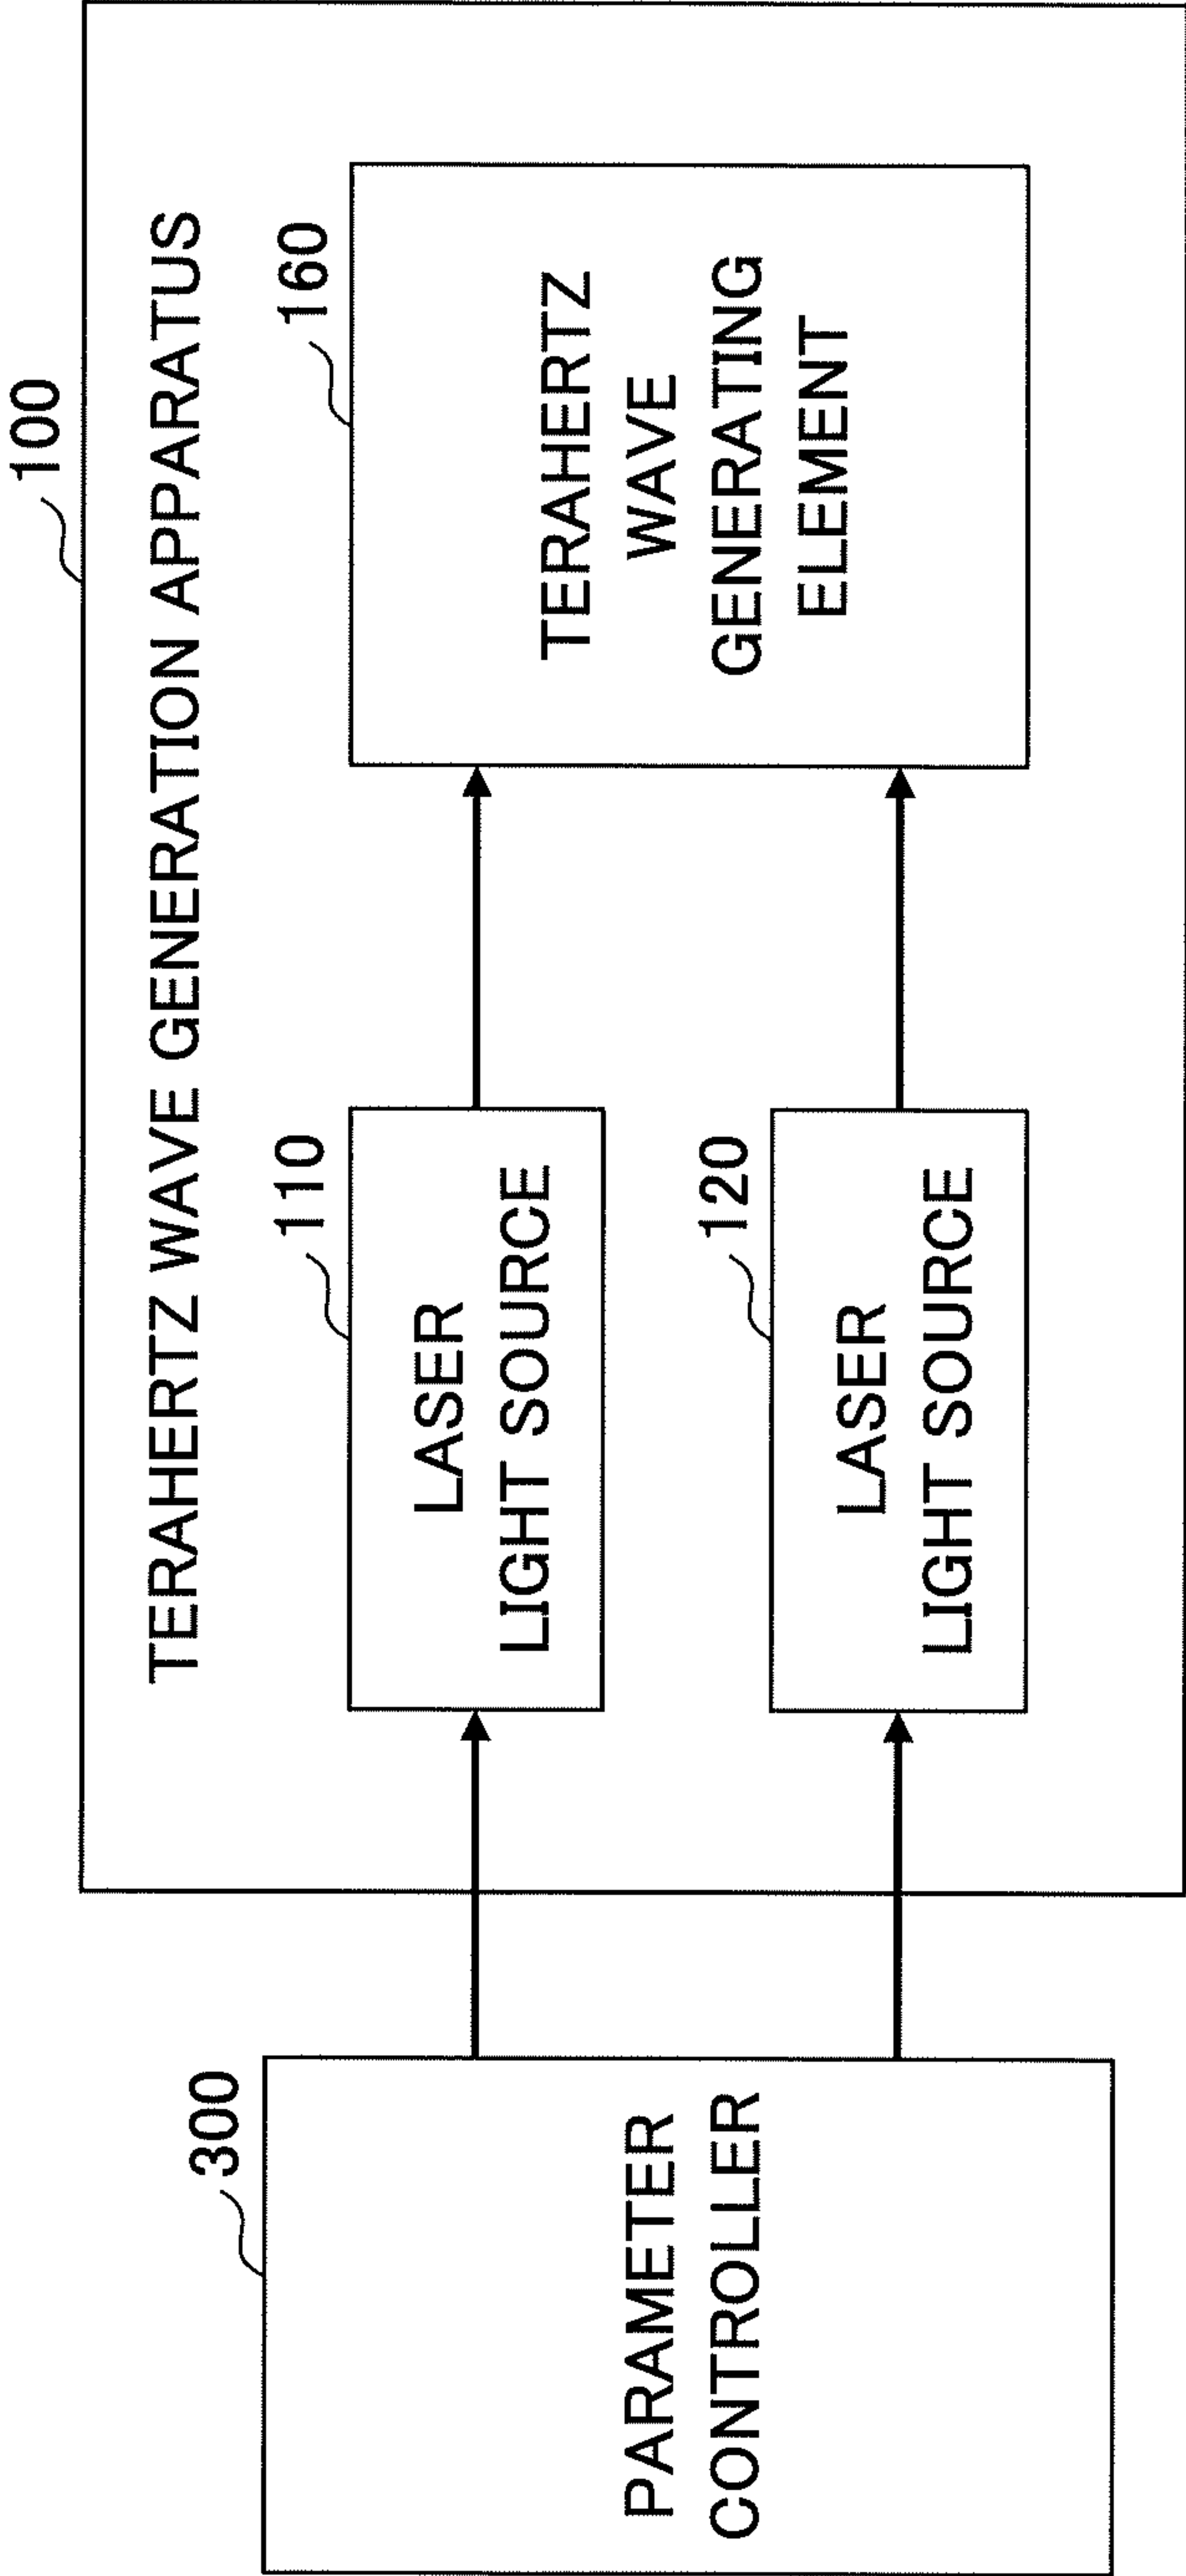 100
TERAHERTZ WAVE GENERATION APPARATUS
300
PARAMETER
CONTROLLER
110
LASER
LIGHT SOURCE
120
LASER
LIGHT SOURCE
160
TERAHERTZ
WAVE
GENERATING
ELEMENT